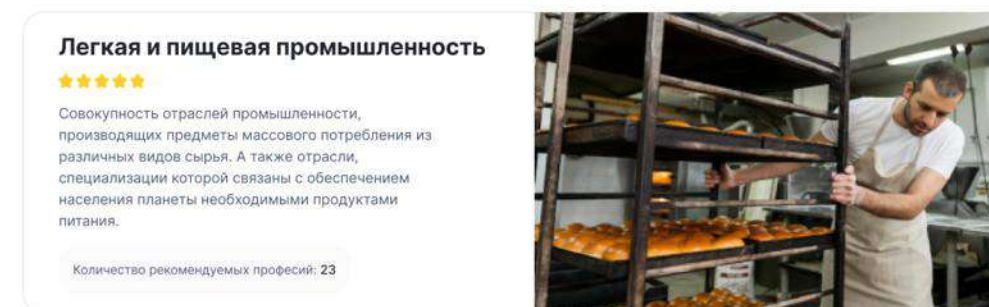 Легкая и пищевая промышленность
Совокупность отраслей промышленности,
производящих предметы массового потребления из
различных видов сырья. А также отрасли,
специализации которой связаны с обеспечением
населения планеты необходимыми продуктами
питания.
Количество рекомендуемых професий: 23